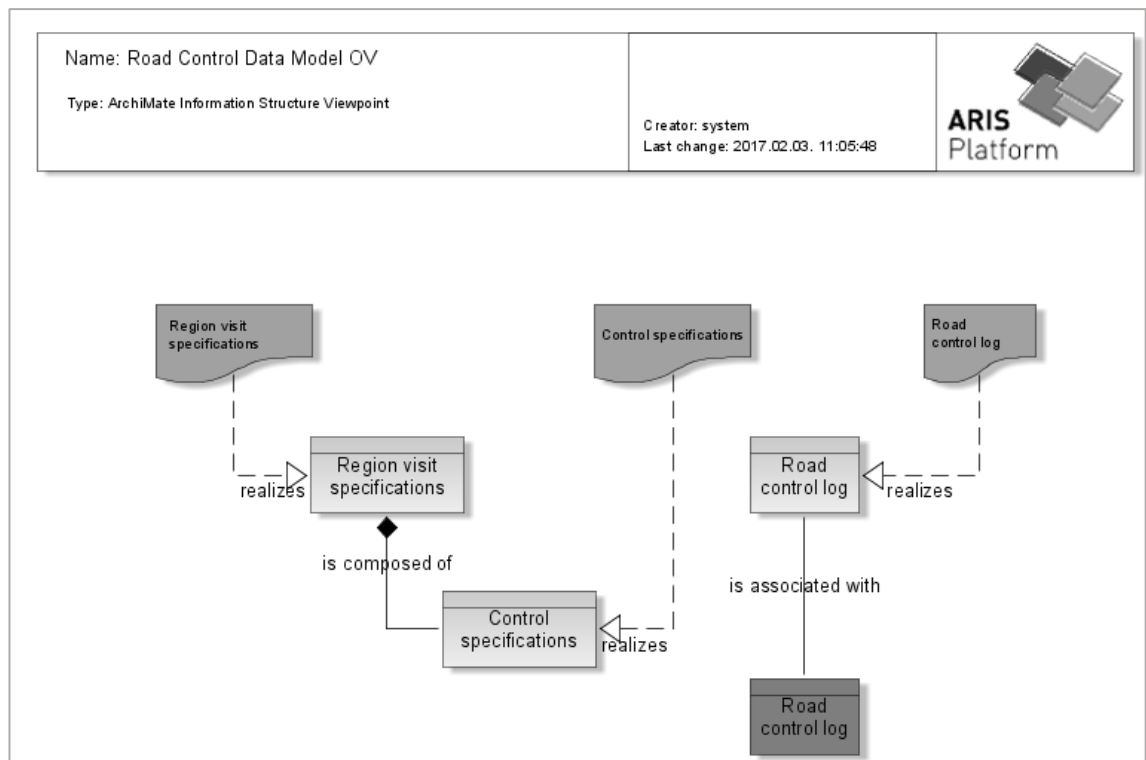 Name: Road Control Data Model OV
Type: ArchiMate Information Structure Viewpoint
Creator: system
Last change: 2017.02.03. 11:05:48
ARIS
Platform
Region visit
specifications
Control specifications
Road
control log
Region visit
specifications
realizes
Road
control log
realizes
is composed of
is associated with
Control
specifications
realizes
Road
control log